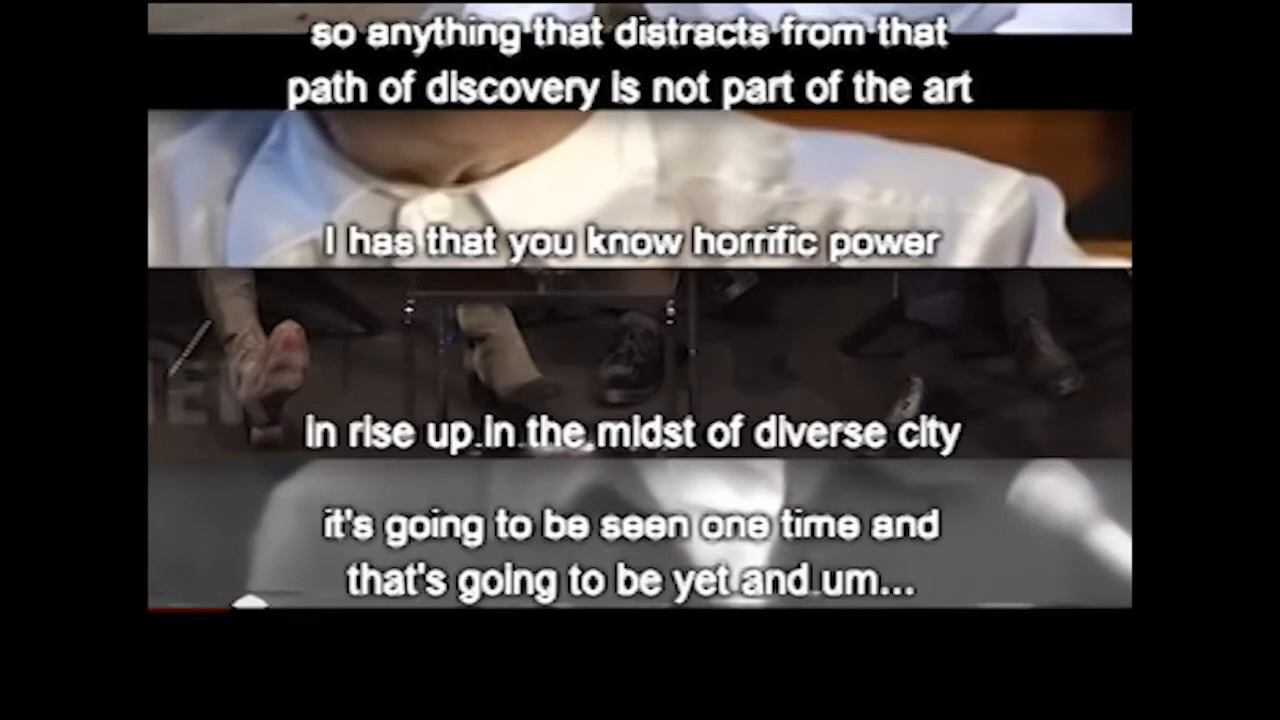 so anything that distracts from that
path of discovery is not part of the art
I has that you know horrific power
in rise up in the midst of diverse city
it's going to be seen one time and
that's going to be yet and um...